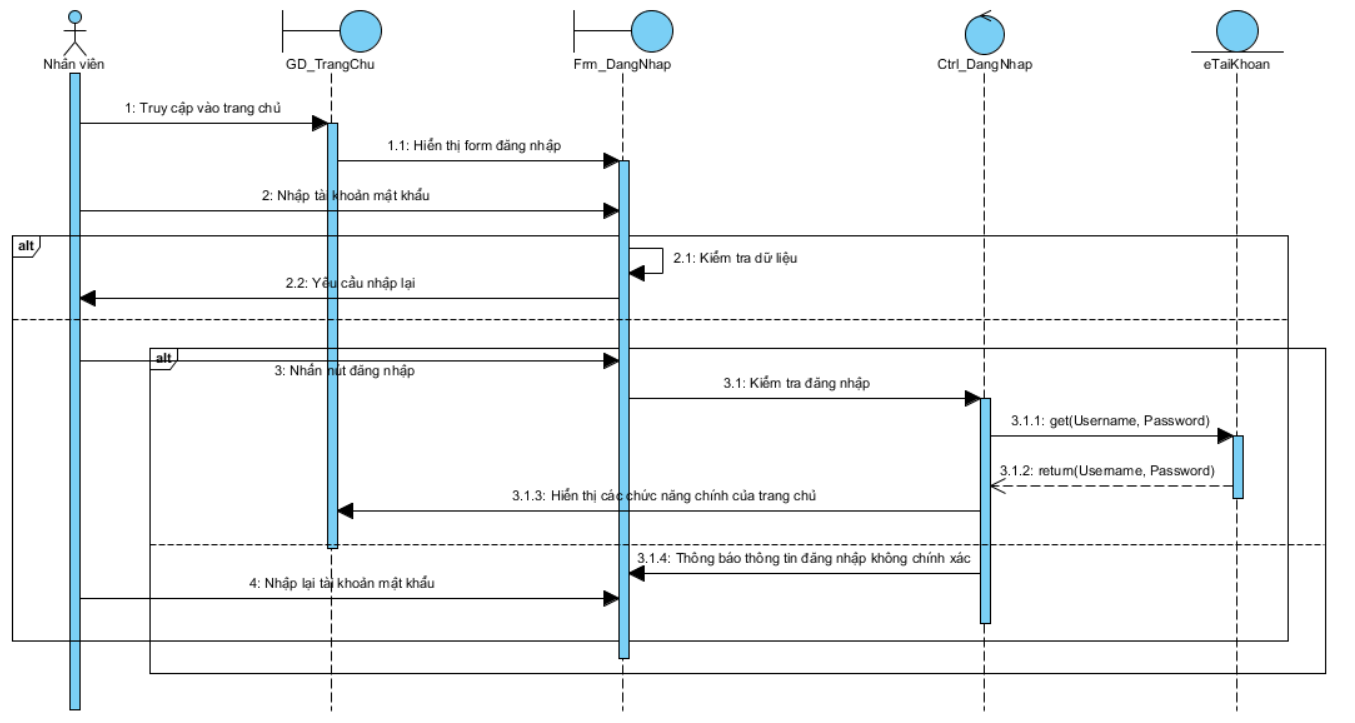 Nhân viên
GD_TrangChu
Frm_DangNhap
Ctrl_DangNhap
eTaiKhoan
1: Truy cập vào trang chủ
1.1: Hiển thị form đăng nhập
2: Nhập tài khoản mật khẩu
alt
2.1: Kiểm tra dữ liệu
2.2: Yêu cầu nhập lại
alt
3: Nhấn nút đăng nhập
3.1: Kiểm tra đăng nhập
3.1.1: get(Username, Password)
3.1.2: return(Username, Password)
3.1.3: Hiển thị các chức năng chính của trang chủ
3.1.4: Thông báo thông tin đăng nhập không chính xác
4: Nhập lại tài khoản mật khẩu